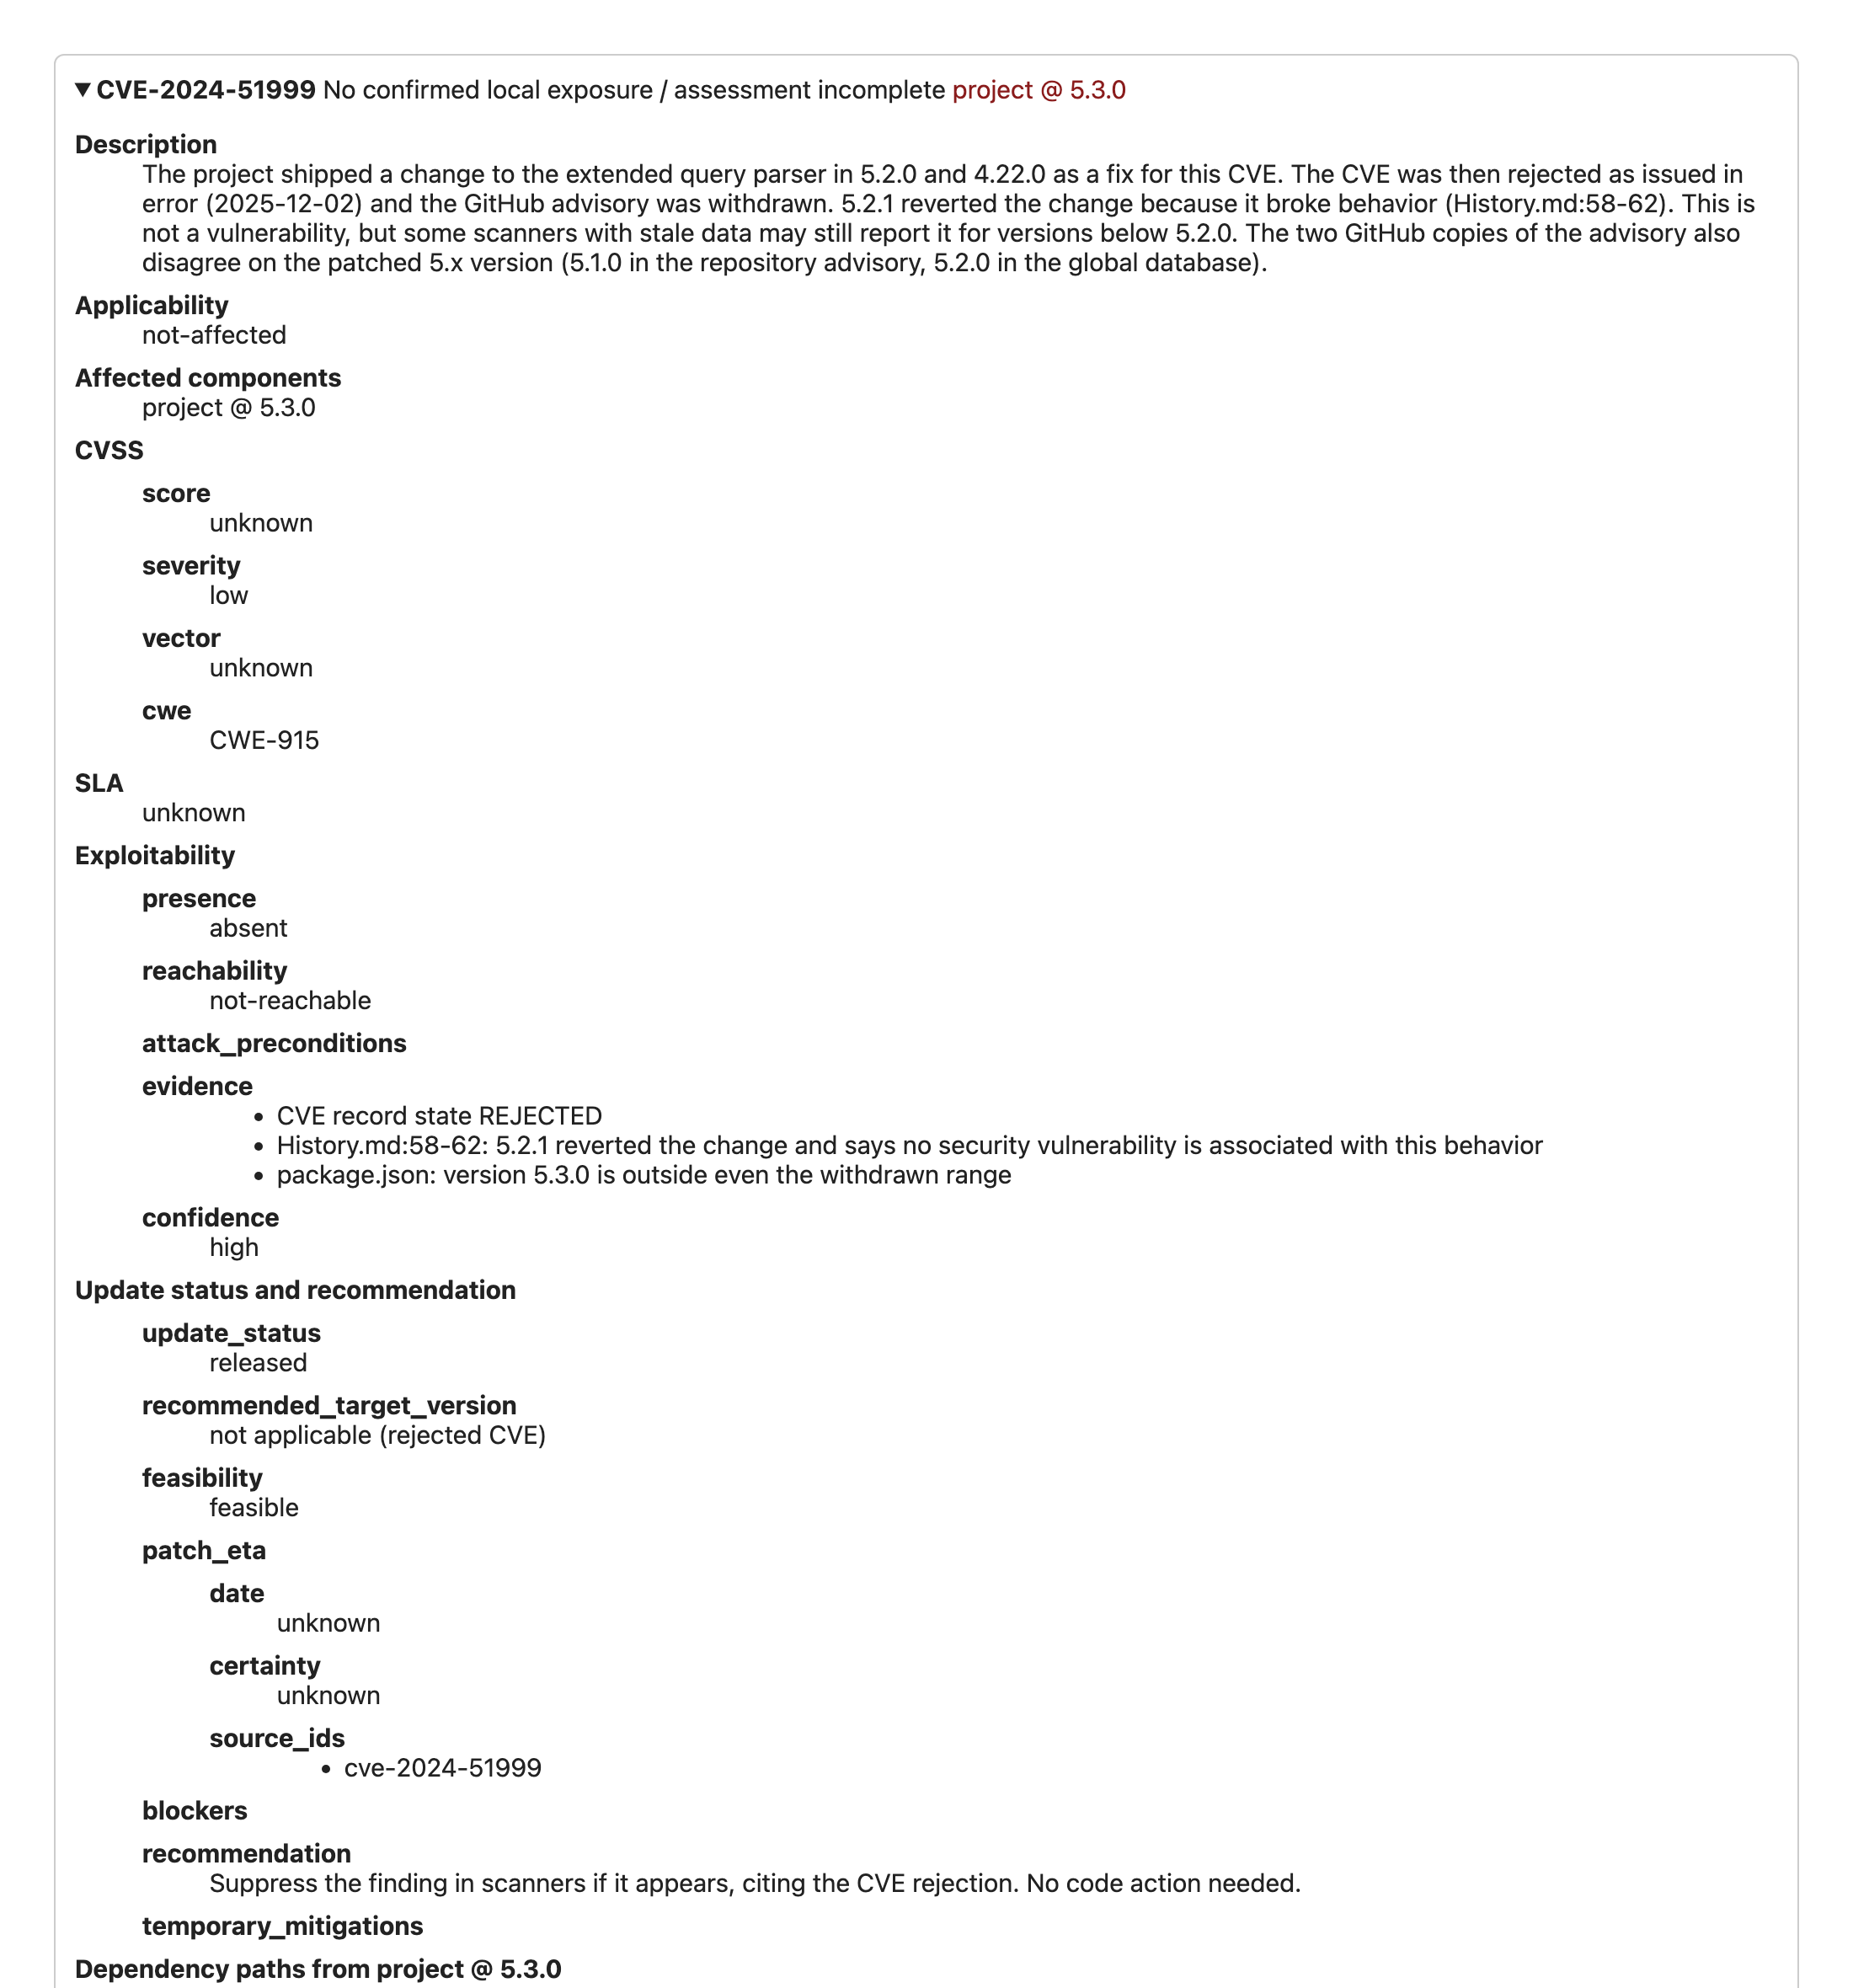 ▼ CVE-2024-51999 No confirmed local exposure / assessment incomplete project @ 5.3.0
Description
The project shipped a change to the extended query parser in 5.2.0 and 4.22.0 as a fix for this CVE. The CVE was then rejected as issued in
error (2025-12-02) and the GitHub advisory was withdrawn. 5.2.1 reverted the change because it broke behavior (History.md:58-62). This is
not a vulnerability, but some scanners with stale data may still report it for versions below 5.2.0. The two GitHub copies of the advisory also
disagree on the patched 5.x version (5.1.0 in the repository advisory, 5.2.0 in the global database).
Applicability
not-affected
Affected components
project @ 5.3.0
CVSS
score
unknown
severity
low
vector
unknown
cwe
CWE-915
SLA
unknown
Exploitability
presence
absent
reachability
not-reachable
attack_preconditions
evidence
• CVE record state REJECTED
• History.md:58-62: 5.2.1 reverted the change and says no security vulnerability is associated with this behavior
• package.json: version 5.3.0 is outside even the withdrawn range
confidence
high
Update status and recommendation
update_status
released
recommended_target_version
not applicable (rejected CVE)
feasibility
feasible
patch_eta
date
unknown
certainty
unknown
source_ids
• cve-2024-51999
blockers
recommendation
Suppress the finding in scanners if it appears, citing the CVE rejection. No code action needed.
temporary_mitigations
Dependency paths from project @ 5.3.0